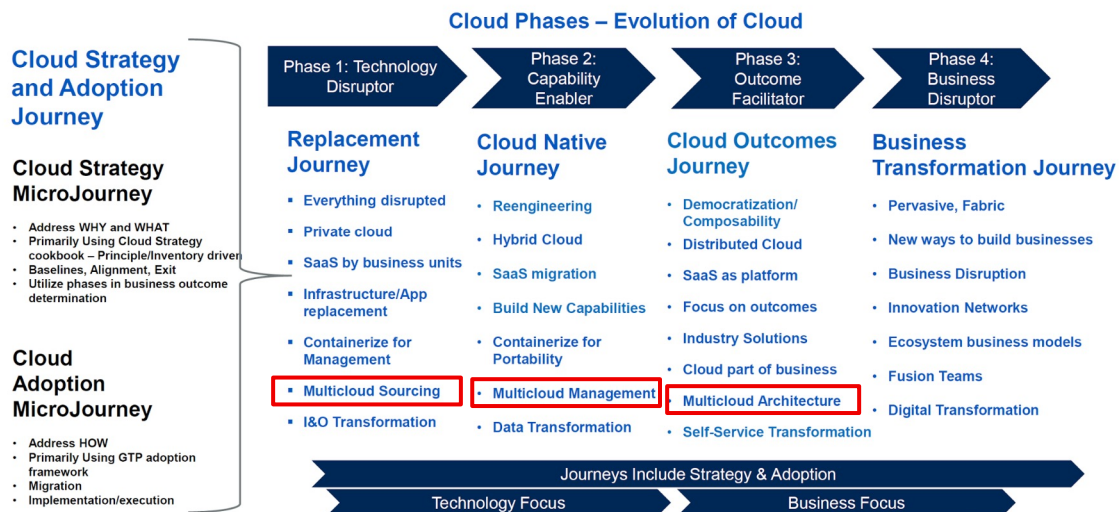 Cloud Phases – Evolution of Cloud
Cloud Strategy
and Adoption
Journey
Cloud Strategy
MicroJourney
• Address WHY and WHAT
• Primarily Using Cloud Strategy
cookbook – Principle/Inventory driven
• Baselines, Alignment, Exit
• Utilize phases in business outcome
determination
Cloud
Adoption
MicroJourney
• Address HOW
• Primarily Using GTP adoption
framework
• Migration
• Implementation/execution
Phase 1: Technology
Disruptor
Replacement
Journey
▪ Everything disrupted
▪ Private cloud
▪ SaaS by business units
▪ Infrastructure/App
replacement
▪ Containerize for
Management
▪ Multicloud Sourcing
▪ I&O Transformation
Phase 2:
Capability
Enabler
Cloud Native
Journey
• Reengineering
• Hybrid Cloud
• SaaS migration
• Build New Capabilities
• Containerize for
Portability
• Multicloud Management
• Data Transformation
Phase 3:
Outcome
Facilitator
Cloud Outcomes
Journey
• Democratization/
Composability
• Distributed Cloud
• SaaS as platform
• Focus on outcomes
• Industry Solutions
• Cloud part of business
• Multicloud Architecture
• Self-Service Transformation
Phase 4:
Business
Disruptor
Business
Transformation Journey
• Pervasive, Fabric
• New ways to build businesses
• Business Disruption
• Innovation Networks
• Ecosystem business models
• Fusion Teams
• Digital Transformation
Journeys Include Strategy & Adoption
Technology Focus
Business Focus